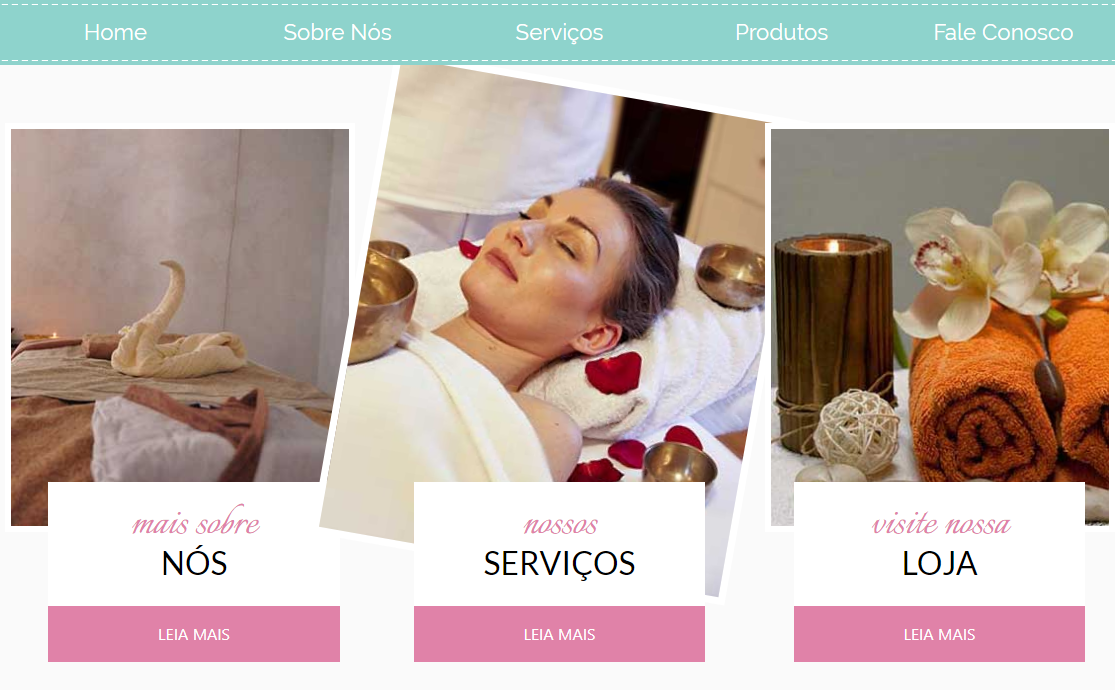 Home Sobre Nós Serviços Produtos Fale Conosco
mais sobre
NÓS
LEIA MAIS
nossos
SERVIÇOS
LEIA MAIS
visite nossa
LOJA
LEIA MAIS